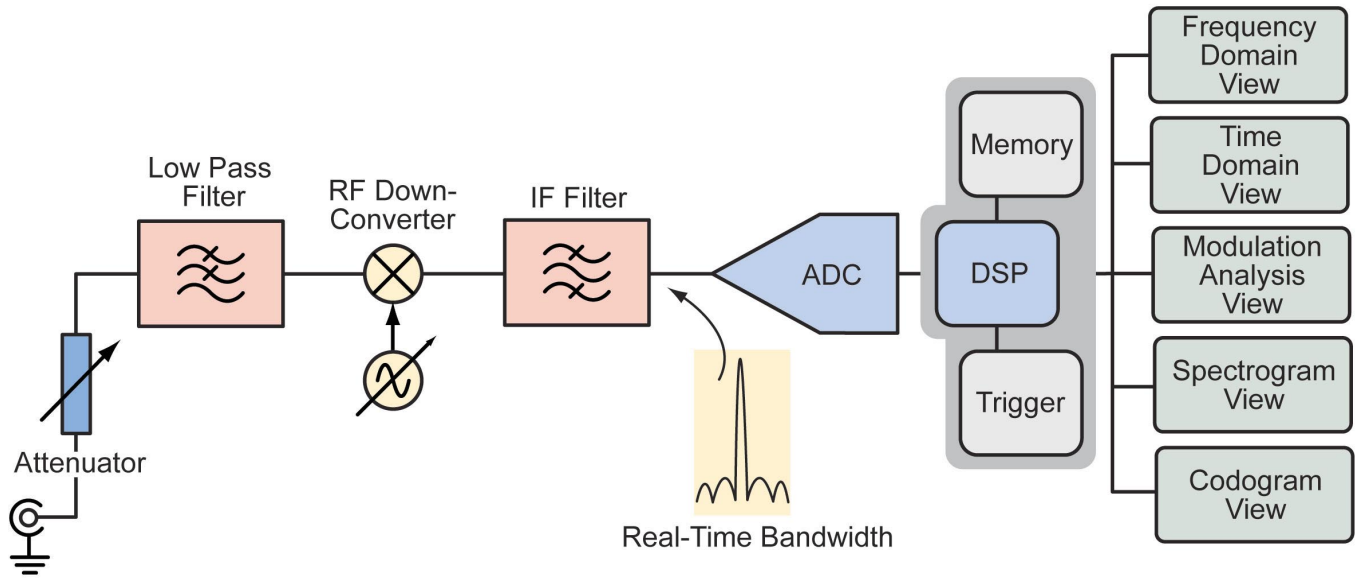 Low Pass
Filter
RF Down-
Converter
IF Filter
ADC
Memory
DSP
Trigger
Attenuator
Real-Time Bandwidth
Frequency
Domain
View
Time
Domain
View
Modulation
Analysis
View
Spectrogram
View
Codogram
View